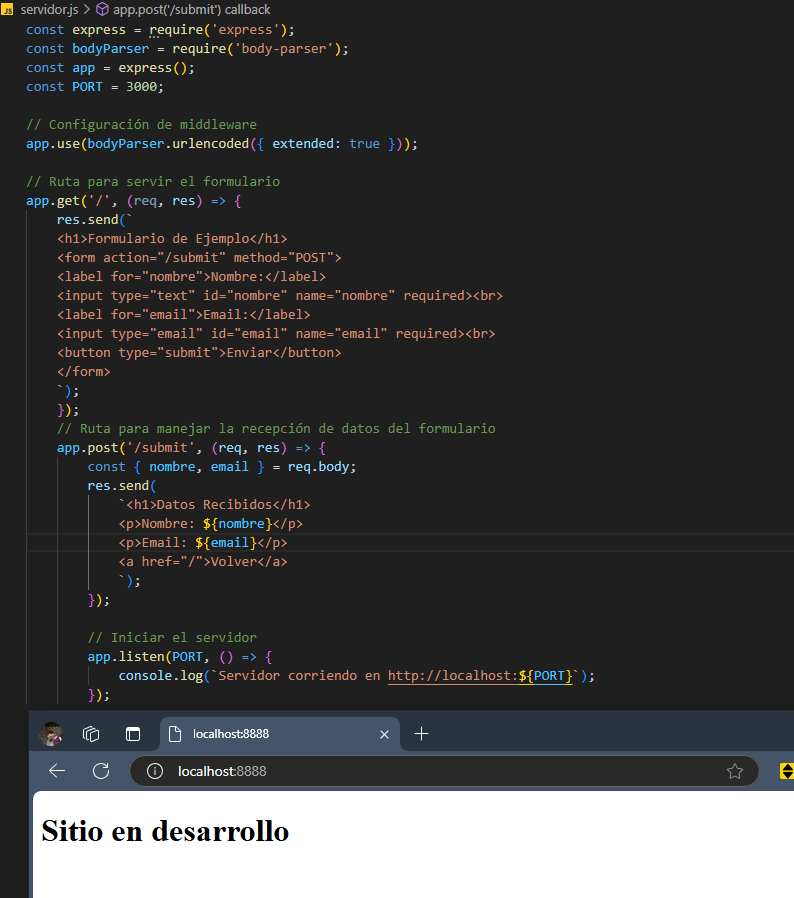 JS servidor.js > app.post('/submit') callback
const express = require('express');
const bodyParser = require('body-parser');
const app = express();
const PORT = 3000;
// Configuración de middleware
app.use(bodyParser.urlencoded({ extended: true }));
// Ruta para servir el formulario
app.get('/', (req, res) => {
res.send(`
<h1>Formulario de Ejemplo</h1>
<form action="/submit" method="POST">
<label for="nombre">Nombre:</label>
<input type="text" id="nombre" name="nombre" required><br>
<label for="email">Email:</label>
<input type="email" id="email" name="email" required><br>
<button type="submit">Enviar</button>
</form>
`);
});
// Ruta para manejar la recepción de datos del formulario
app.post('/submit', (req, res) => {
const { nombre, email } = req.body;
res.send(
`<h1>Datos Recibidos</h1>
<p>Nombre: ${nombre}</p>
<p>Email: ${email}</p>
<a href="/">Volver</a>
`);
});
// Iniciar el servidor
app.listen(PORT, () => {
console.log(`Servidor corriendo en http://localhost:${PORT}`);
});
localhost:8888
localhost:8888
Sitio en desarrollo